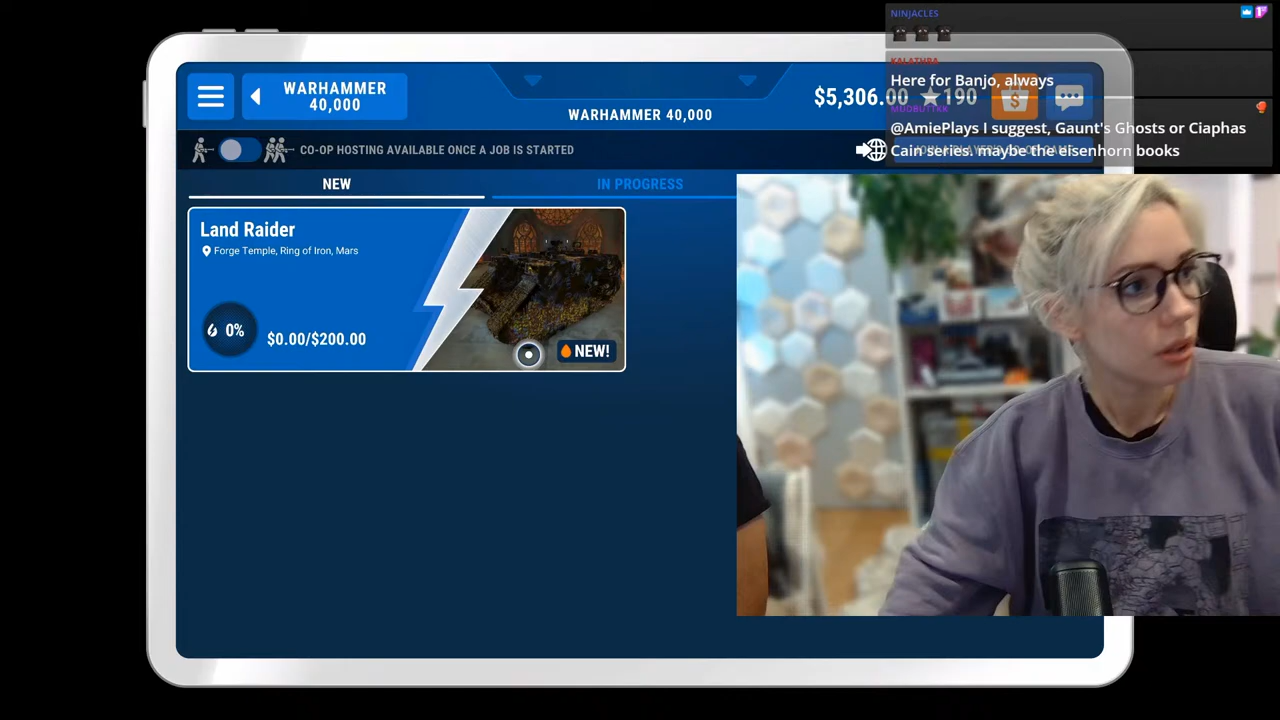 NINJACLES
KALATHRA
Here for Banjo, always
MUDBUTTKK
@AmiePlays I suggest, Gaunt's Ghosts or Ciaphas
Cain series. maybe the eisenhorn books
WARHAMMER
40,000
WARHAMMER 40,000
$5,306.00
190
CO-OP HOSTING AVAILABLE ONCE A JOB IS STARTED
NEW
IN PROGRESS
Land Raider
Forge Temple, Ring of Iron, Mars
0%
$0.00/$200.00
NEW!